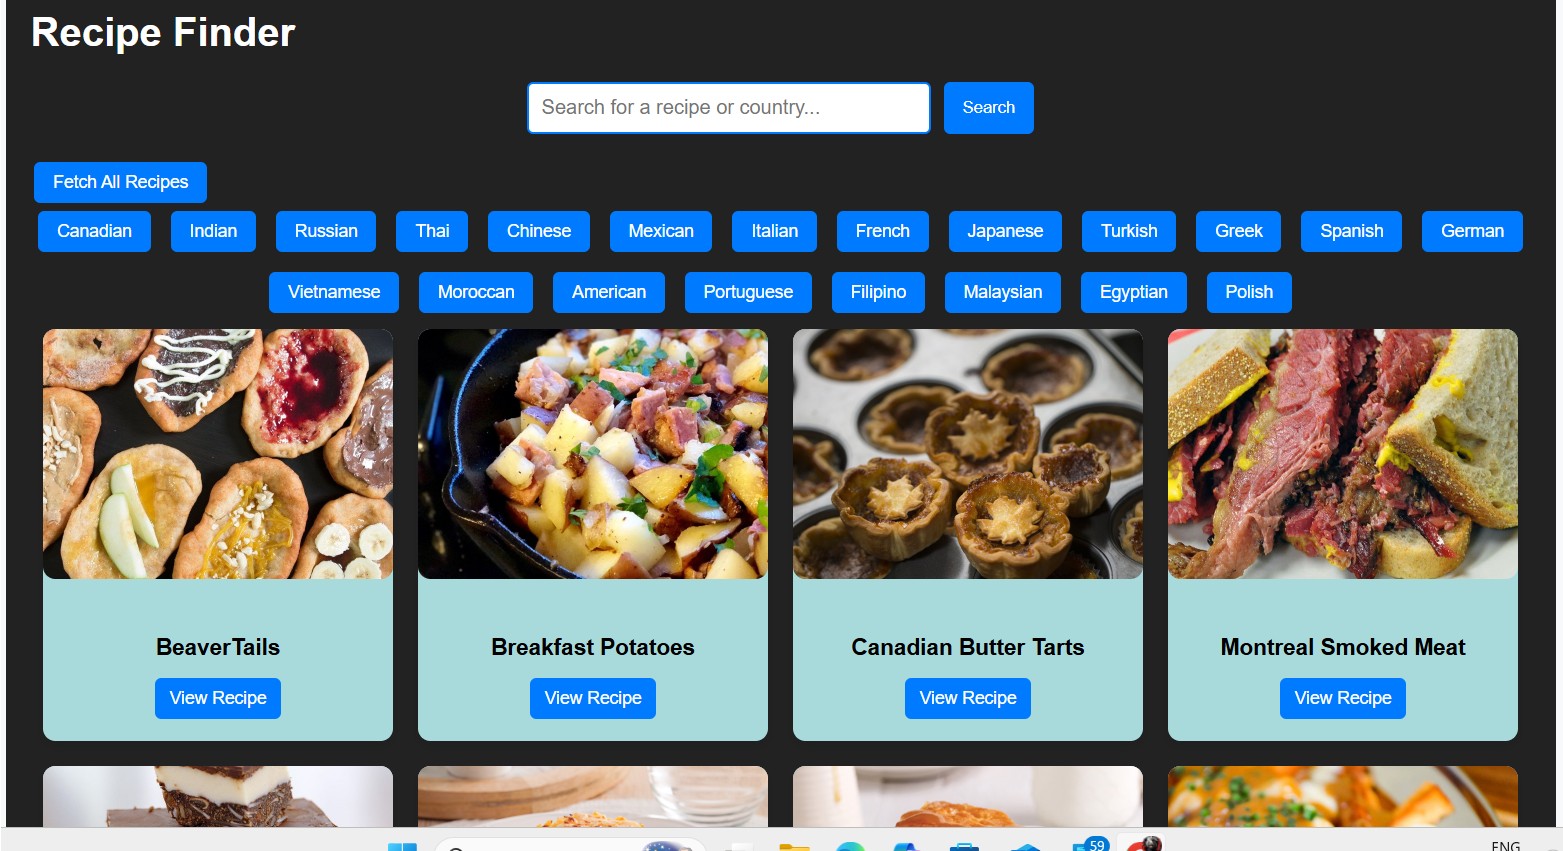 Recipe Finder
Search for a recipe or country... Search
Fetch All Recipes
Canadian Indian Russian Thai Chinese Mexican Italian French Japanese Turkish Greek Spanish German
Vietnamese Moroccan American Portuguese Filipino Malaysian Egyptian Polish
BeaverTails Breakfast Potatoes Canadian Butter Tarts Montreal Smoked Meat
View Recipe View Recipe View Recipe View Recipe
59 ENG